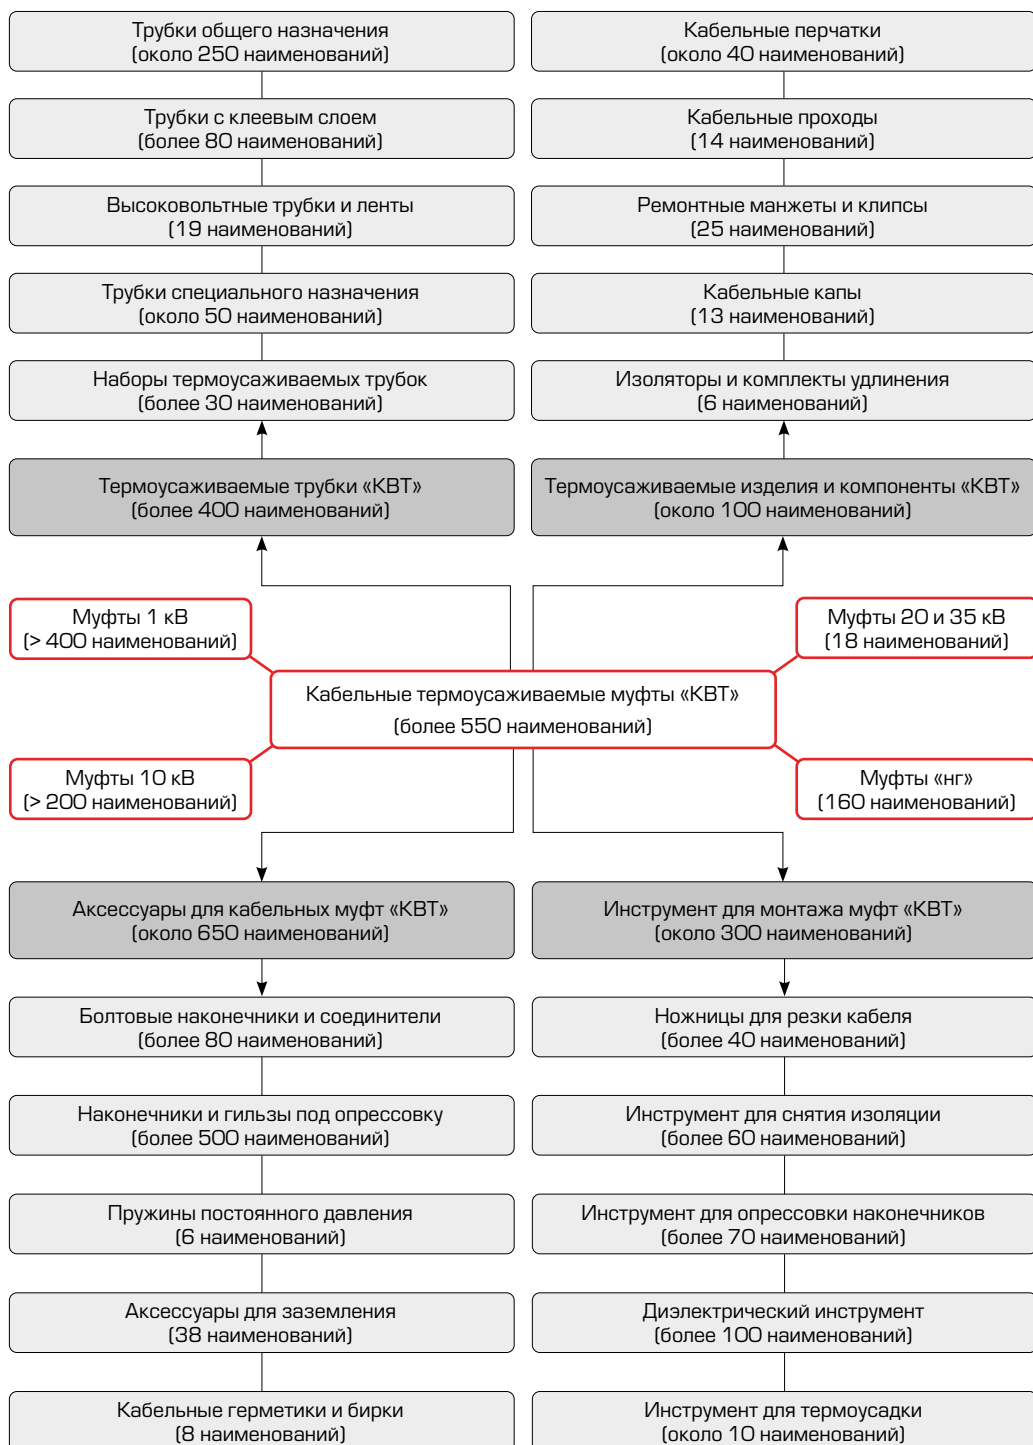 Трубки общего назначения
(около 250 наименований)
Кабельные перчатки
(около 40 наименований)
Трубки с клеевым слоем
(более 80 наименований)
Кабельные проходы
(14 наименований)
Высоковольтные трубки и ленты
(19 наименований)
Ремонтные манжеты и клипсы
(25 наименований)
Трубки специального назначения
(около 50 наименований)
Кабельные капы
(13 наименований)
Наборы термоусаживаемых трубок
(более 30 наименований)
Изоляторы и комплекты удлинения
(6 наименований)
Термоусаживаемые трубки «КВТ»
(более 400 наименований)
Термоусаживаемые изделия и компоненты «КВТ»
(около 100 наименований)
Муфты 1 кВ
(> 400 наименований)
Муфты 20 и 35 кВ
(18 наименований)
Кабельные термоусаживаемые муфты «КВТ»
(более 550 наименований)
Муфты 10 кВ
(> 200 наименований)
Муфты «нг»
(160 наименований)
Аксессуары для кабельных муфт «КВТ»
(около 650 наименований)
Инструмент для монтажа муфт «КВТ»
(около 300 наименований)
Болтовые наконечники и соединители
(более 80 наименований)
Ножницы для резки кабеля
(более 40 наименований)
Наконечники и гильзы под опрессовку
(более 500 наименований)
Инструмент для снятия изоляции
(более 60 наименований)
Пружины постоянного давления
(6 наименований)
Инструмент для опрессовки наконечников
(более 70 наименований)
Аксессуары для заземления
(38 наименований)
Диэлектрический инструмент
(более 100 наименований)
Кабельные герметики и бирки
(8 наименований)
Инструмент для термоусадки
(около 10 наименований)